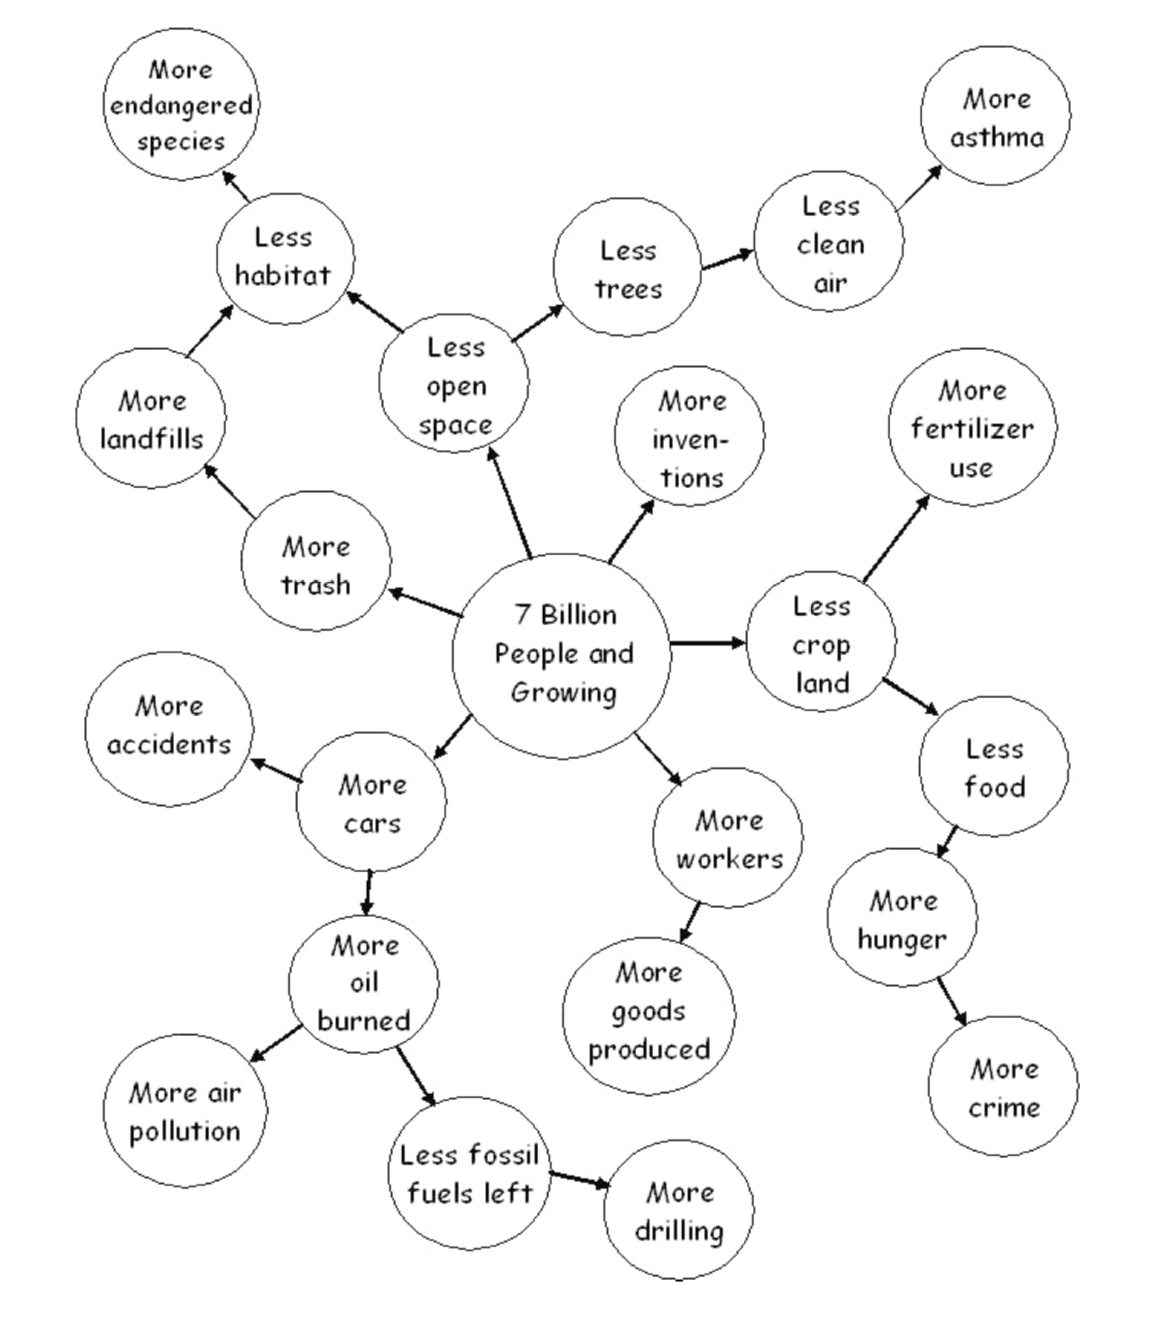 More
endangered
species
More
asthma
Less
habitat
Less
trees
Less
clean
air
More
landfills
Less
open
space
More
inven-
tions
More
fertilizer
use
More
trash
7 Billion
People and
Growing
Less
crop
land
More
accidents
More
cars
More
workers
Less
food
More
oil
burned
More
goods
produced
More
hunger
More air
pollution
Less fossil
fuels left
More
drilling
More
crime